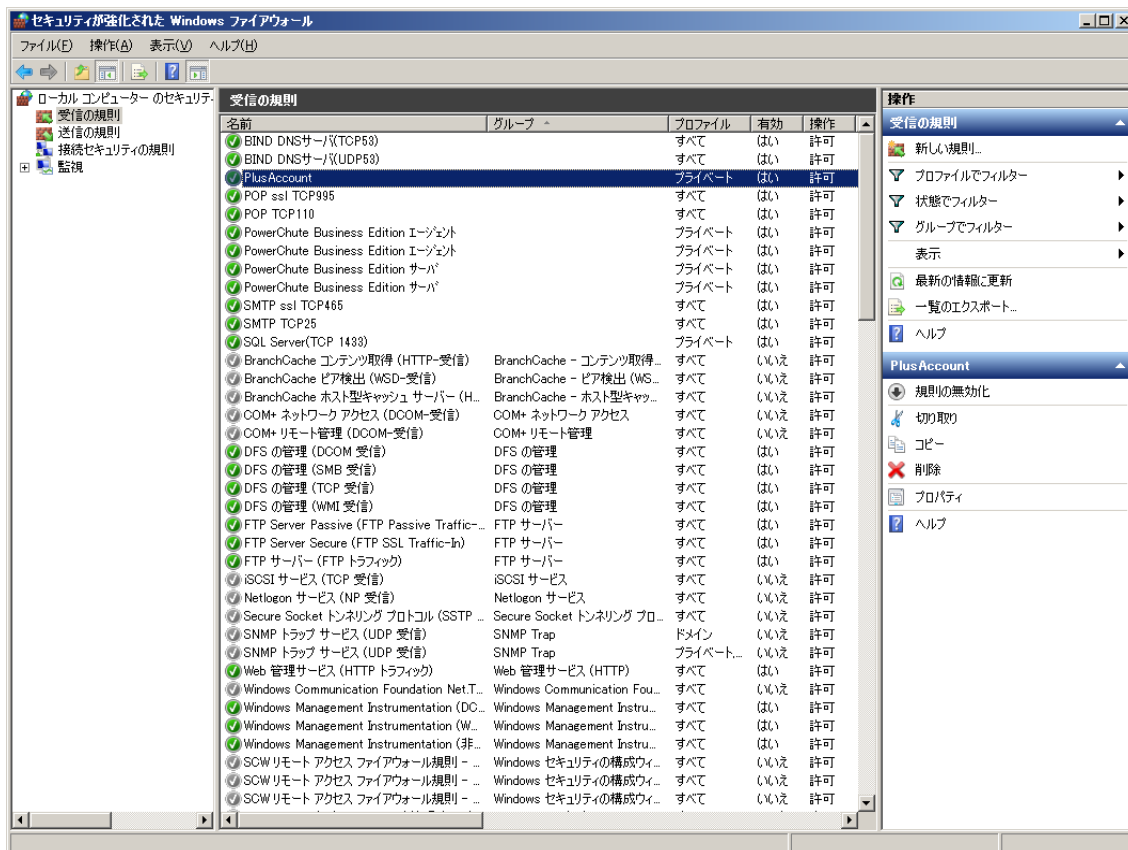 セキュリティが強化された Windows ファイアウォール
ファイル(F) 操作(A) 表示(V) ヘルプ(H)
ローカル コンピューター のセキュリテ
受信の規則
送信の規則
接続セキュリティの規則
監視
受信の規則
名前 グループ プロファイル 有効 操作
BIND DNSサーバ(TCP53) すべて はい 許可
BIND DNSサーバ(UDP53) すべて はい 許可
PlusAccount プライベート はい 許可
POP ssl TCP995 すべて はい 許可
POP TCP110 すべて はい 許可
PowerChute Business Edition エージェント プライベート はい 許可
PowerChute Business Edition エージェント プライベート はい 許可
PowerChute Business Edition サーバ プライベート はい 許可
PowerChute Business Edition サーバ プライベート はい 許可
SMTP ssl TCP465 すべて はい 許可
SMTP TCP25 すべて はい 許可
SQL Server(TCP 1433) プライベート はい 許可
BranchCache コンテンツ取得 (HTTP-受信) BranchCache - コンテンツ取得... すべて いいえ 許可
BranchCache ピア検出 (WSD-受信) BranchCache - ピア検出 (WS... すべて いいえ 許可
BranchCache ホスト型キャッシュ サーバー (H... BranchCache - ホスト型キャッ... すべて いいえ 許可
COM+ ネットワーク アクセス (DCOM-受信) COM+ ネットワーク アクセス すべて いいえ 許可
COM+ リモート管理 (DCOM-受信) COM+ リモート管理 すべて いいえ 許可
DFS の管理 (DCOM 受信) DFS の管理 すべて はい 許可
DFS の管理 (SMB 受信) DFS の管理 すべて はい 許可
DFS の管理 (TCP 受信) DFS の管理 すべて はい 許可
DFS の管理 (WMI 受信) DFS の管理 すべて はい 許可
FTP Server Passive (FTP Passive Traffic-... FTP サーバー すべて はい 許可
FTP Server Secure (FTP SSL Traffic-In) FTP サーバー すべて はい 許可
FTP サーバー (FTP トラフィック) FTP サーバー すべて はい 許可
iSCSI サービス (TCP 受信) iSCSI サービス すべて いいえ 許可
Netlogon サービス (NP 受信) Netlogon サービス すべて いいえ 許可
Secure Socket トンネリング プロトコル (SSTP ... Secure Socket トンネリング プロ... すべて いいえ 許可
SNMP トラップ サービス (UDP 受信) SNMP Trap ドメイン いいえ 許可
SNMP トラップ サービス (UDP 受信) SNMP Trap プライベート,... いいえ 許可
Web 管理サービス (HTTP トラフィック) Web 管理サービス (HTTP) すべて はい 許可
Windows Communication Foundation Net.T... Windows Communication Fou... すべて いいえ 許可
Windows Management Instrumentation (DC... Windows Management Instru... すべて はい 許可
Windows Management Instrumentation (W... Windows Management Instru... すべて はい 許可
Windows Management Instrumentation (非... Windows Management Instru... すべて はい 許可
SCW リモート アクセス ファイアウォール規則 - ... Windows セキュリティの構成ウィ... すべて いいえ 許可
SCW リモート アクセス ファイアウォール規則 - ... Windows セキュリティの構成ウィ... すべて いいえ 許可
SCW リモート アクセス ファイアウォール規則 - ... Windows セキュリティの構成ウィ... すべて いいえ 許可
操作
受信の規則
新しい規則...
プロファイルでフィルター
状態でフィルター
グループでフィルター
表示
最新の情報に更新
一覧のエクスポート...
ヘルプ
PlusAccount
規則の無効化
切り取り
コピー
削除
プロパティ
ヘルプ